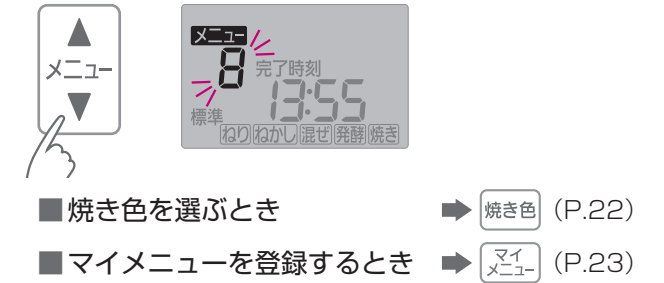 メニュー
メニュー
8
完了時刻
13:55
標準
ねり ねかし 混ぜ 発酵 焼き
■焼き色を選ぶとき ➡ 焼き色 (P.22)
■マイメニューを登録するとき ➡ マイメニュー (P.23)